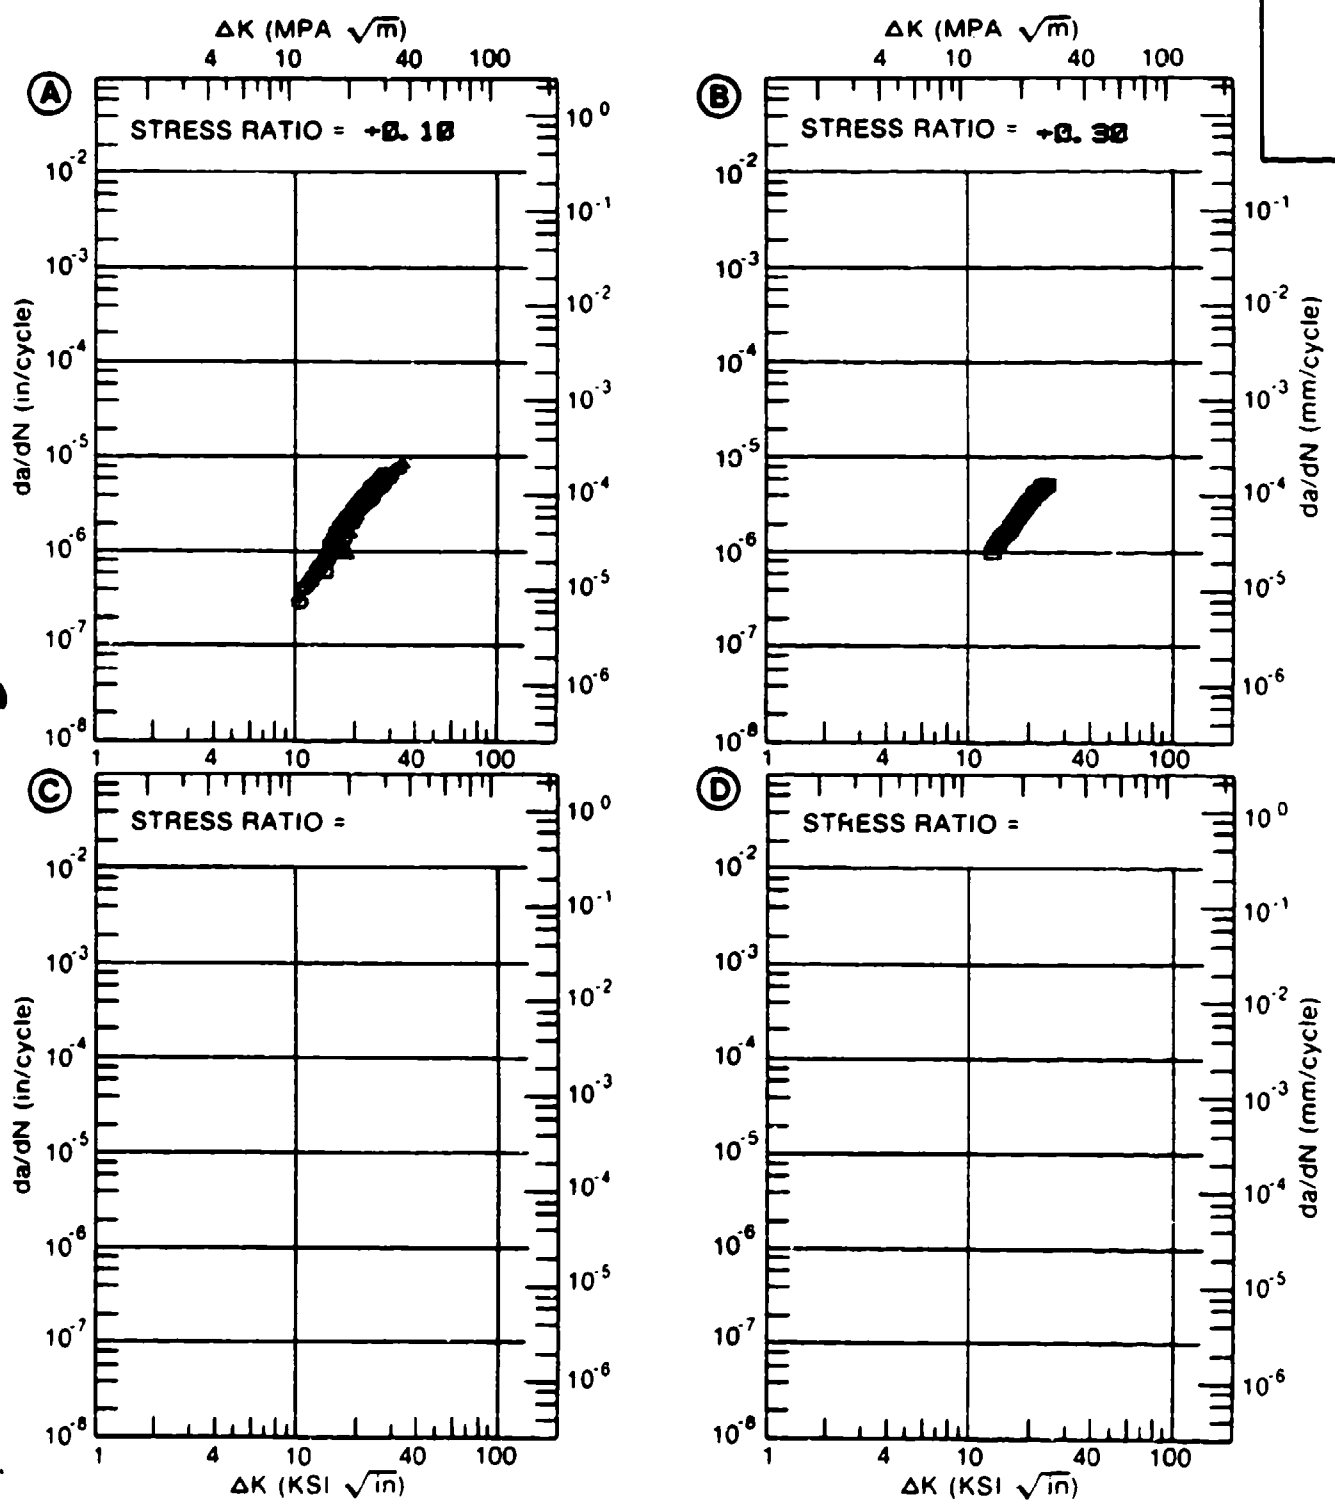 ΔK (MPA √m) ΔK (MPA √m)
4 10 40 100 4 10 40 100
A B
STRESS RATIO = +0.10 STRESS RATIO = +0.30
10⁰
10⁻² 10⁻²
10⁻¹ 10⁻¹
10⁻³ 10⁻³
10⁻² 10⁻²
10⁻⁴ 10⁻⁴
10⁻³ 10⁻³
da/dN (in/cycle) da/dN (mm/cycle)
10⁻⁵ 10⁻⁵
10⁻⁴ 10⁻⁴
10⁻⁶ 10⁻⁶
10⁻⁵ 10⁻⁵
10⁻⁷ 10⁻⁷
10⁻⁶ 10⁻⁶
10⁻⁸ 10⁻⁸
1 4 10 40 100 1 4 10 40 100
C D
STRESS RATIO = STRESS RATIO =
10⁰ 10⁰
10⁻² 10⁻²
10⁻¹ 10⁻¹
10⁻³ 10⁻³
10⁻² 10⁻²
10⁻⁴ 10⁻⁴
10⁻³ 10⁻³
da/dN (in/cycle) da/dN (mm/cycle)
10⁻⁵ 10⁻⁵
10⁻⁴ 10⁻⁴
10⁻⁶ 10⁻⁶
10⁻⁵ 10⁻⁵
10⁻⁷ 10⁻⁷
10⁻⁶ 10⁻⁶
10⁻⁸ 10⁻⁸
1 4 10 40 100 1 4 10 40 100
ΔK (KSI √in) ΔK (KSI √in)